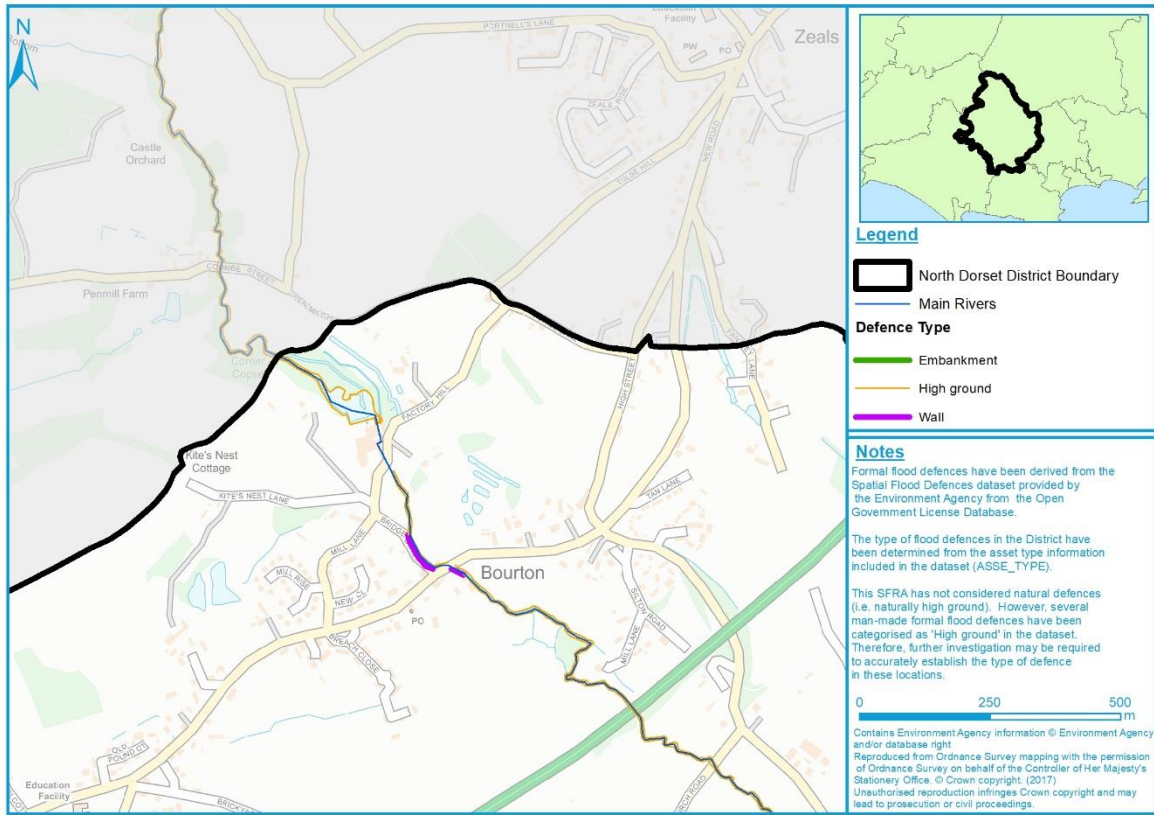 N
Bottom
PORTNELL'S LANE
Education
Facility
PW
PO
Zeals
ZEALS RISE
NEW ROAD
Castle
Orchard
TULSE HILL
COOMBE STREET
Penmill Farm
Corner
Copse
FACTORY HILL
HIGH STREET
Kite's Nest
Cottage
KITE'S NEST LANE
TAN LANE
BRIDGE
MILL LANE
Bourton
MILL RISE
NEW CL
PO
BREACH CLOSE
SILTON ROAD
MILL LANE
OLD
POUND CT
Education
Facility
Legend
North Dorset District Boundary
Main Rivers
Defence Type
Embankment
High ground
Wall
Notes
Formal flood defences have been derived from the
Spatial Flood Defences dataset provided by
the Environment Agency from the Open
Government License Database.
The type of flood defences in the District have
been determined from the asset type information
included in the dataset (ASSE_TYPE).
This SFRA has not considered natural defences
(i.e. naturally high ground). However, several
man-made formal flood defences have been
categorised as 'High ground' in the dataset.
Therefore, further investigation may be required
to accurately establish the type of defence
in these locations.
0 250 500
m
Contains Environment Agency information © Environment Agency
and/or database right
Reproduced from Ordnance Survey mapping with the permission
of Ordnance Survey on behalf of the Controller of Her Majesty's
Stationery Office. © Crown copyright. (2017)
Unauthorised reproduction infringes Crown copyright and may
lead to prosecution or civil proceedings.